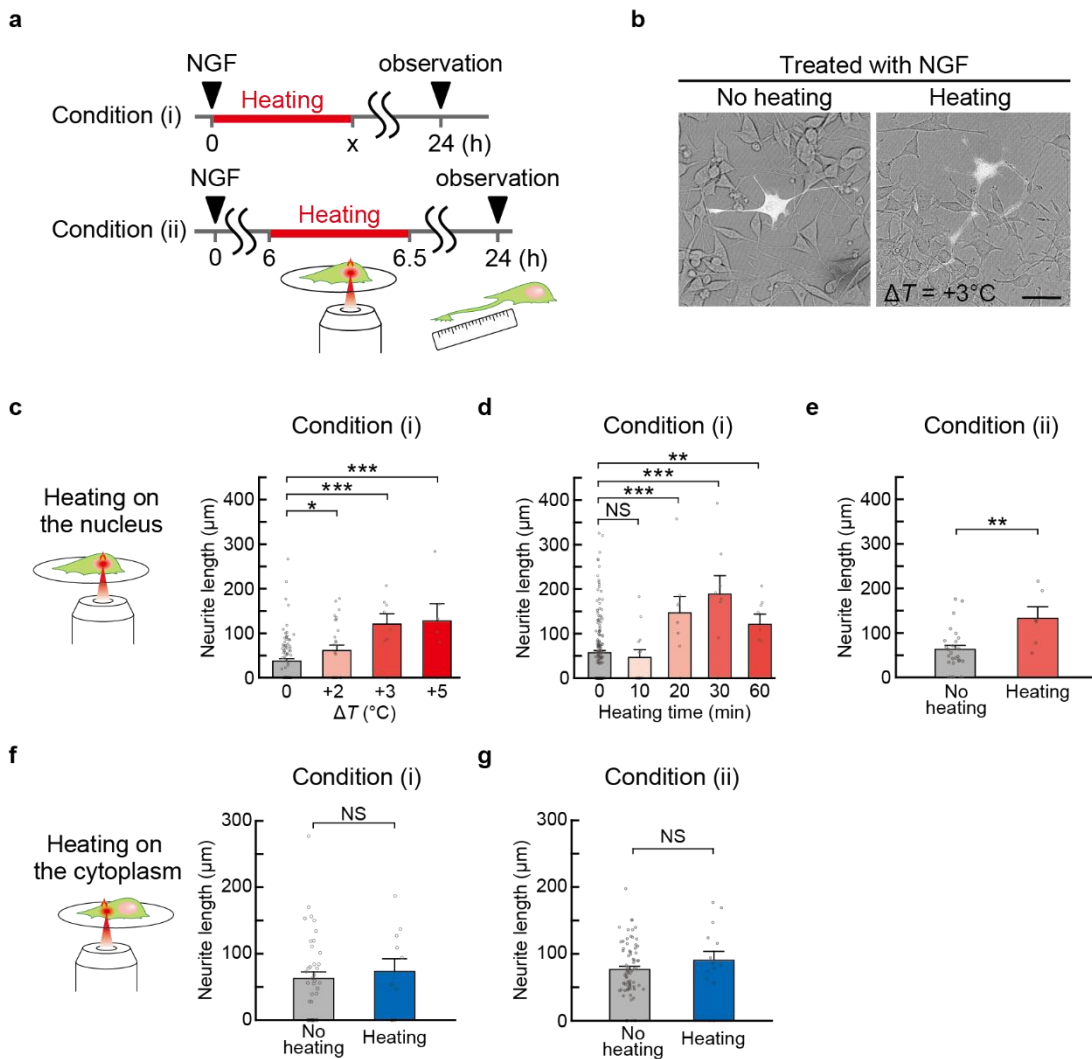 a
NGF
observation
Condition (i)
Heating
0
x
24 (h)
NGF
observation
Condition (ii)
Heating
0
6
6.5
24 (h)
b
Treated with NGF
No heating
Heating
ΔT = +3°C
c
Condition (i)
Heating on
the nucleus
Neurite length (µm)
400
300
200
100
0
***
***
*
0 +2 +3 +5
ΔT (°C)
d
Condition (i)
Neurite length (µm)
400
300
200
100
0
**
***
***
NS
0 10 20 30 60
Heating time (min)
e
Condition (ii)
Neurite length (µm)
400
300
200
100
0
**
No
heating
Heating
f
Condition (i)
Heating on
the cytoplasm
Neurite length (µm)
300
200
100
0
NS
No
heating
Heating
g
Condition (ii)
Neurite length (µm)
300
200
100
0
NS
No
heating
Heating